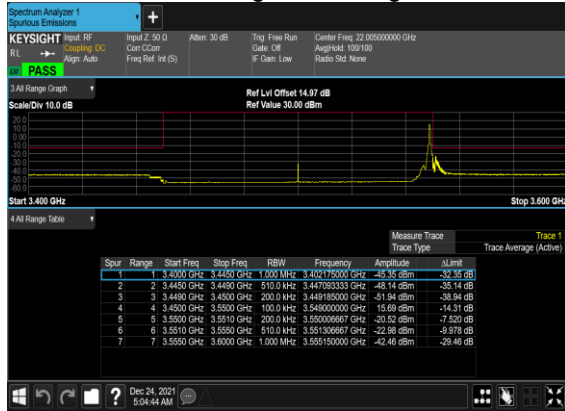 Spectrum Analyzer 1
Spurious Emissions
KEYSIGHT Input: RF Input Z: 50 Ω Atten: 30 dB Trig: Free Run Center Freq: 22.005000000 GHz
RL Coupling: DC Corr CCorr Gate: Off Avg|Hold: 100/100
Align: Auto Freq Ref: Int (S) IF Gain: Low Radio Std: None
PASS
3 All Range Graph Ref Lvl Offset 14.97 dB
Scale/Div 10.0 dB Ref Value 30.00 dBm
20.0
10.0
0.00
-10.0
-20.0
-30.0
-40.0
-50.0
-60.0
Start 3.400 GHz Stop 3.600 GHz
4 All Range Table
Measure Trace Trace 1
Trace Type Trace Average (Active)
Spur Range Start Freq Stop Freq RBW Frequency Amplitude ΔLimit
1 1 3.4000 GHz 3.4450 GHz 1.000 MHz 3.402175000 GHz -45.35 dBm -32.35 dB
2 2 3.4450 GHz 3.4490 GHz 510.0 kHz 3.447093333 GHz -48.14 dBm -35.14 dB
3 3 3.4490 GHz 3.4500 GHz 200.0 kHz 3.449185000 GHz -51.94 dBm -38.94 dB
4 4 3.4500 GHz 3.5500 GHz 100.0 kHz 3.549000000 GHz 15.69 dBm -14.31 dB
5 5 3.5500 GHz 3.5510 GHz 200.0 kHz 3.550006667 GHz -20.52 dBm -7.520 dB
6 6 3.5510 GHz 3.5550 GHz 510.0 kHz 3.551306667 GHz -22.98 dBm -9.978 dB
7 7 3.5550 GHz 3.6000 GHz 1.000 MHz 3.555150000 GHz -42.46 dBm -29.46 dB
? Dec 24, 2021
5:04:44 AM